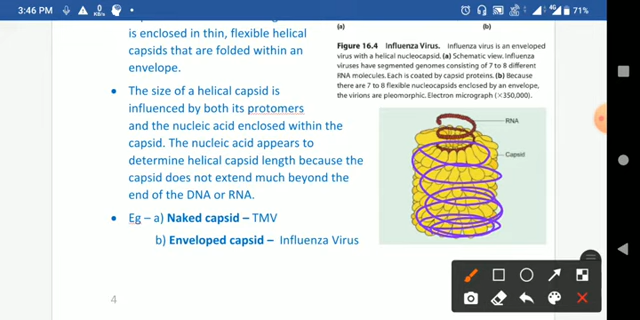 3:46 PM
0
KB/s
4G
71%
is enclosed in thin, flexible helical
capsids that are folded within an
envelope.
• The size of a helical capsid is
influenced by both its protomers
and the nucleic acid enclosed within the
capsid. The nucleic acid appears to
determine helical capsid length because the
capsid does not extend much beyond the
end of the DNA or RNA.
• Eg – a) Naked capsid – TMV
b) Enveloped capsid – Influenza Virus
4
(a)
(b)
Figure 16.4 Influenza Virus. Influenza virus is an enveloped
virus with a helical nucleocapsid. (a) Schematic view. Influenza
viruses have segmented genomes consisting of 7 to 8 different
RNA molecules. Each is coated by capsid proteins. (b) Because
there are 7 to 8 flexible nucleocapsids enclosed by an envelope,
the virions are pleomorphic. Electron micrograph (×350,000).
RNA
Capsid